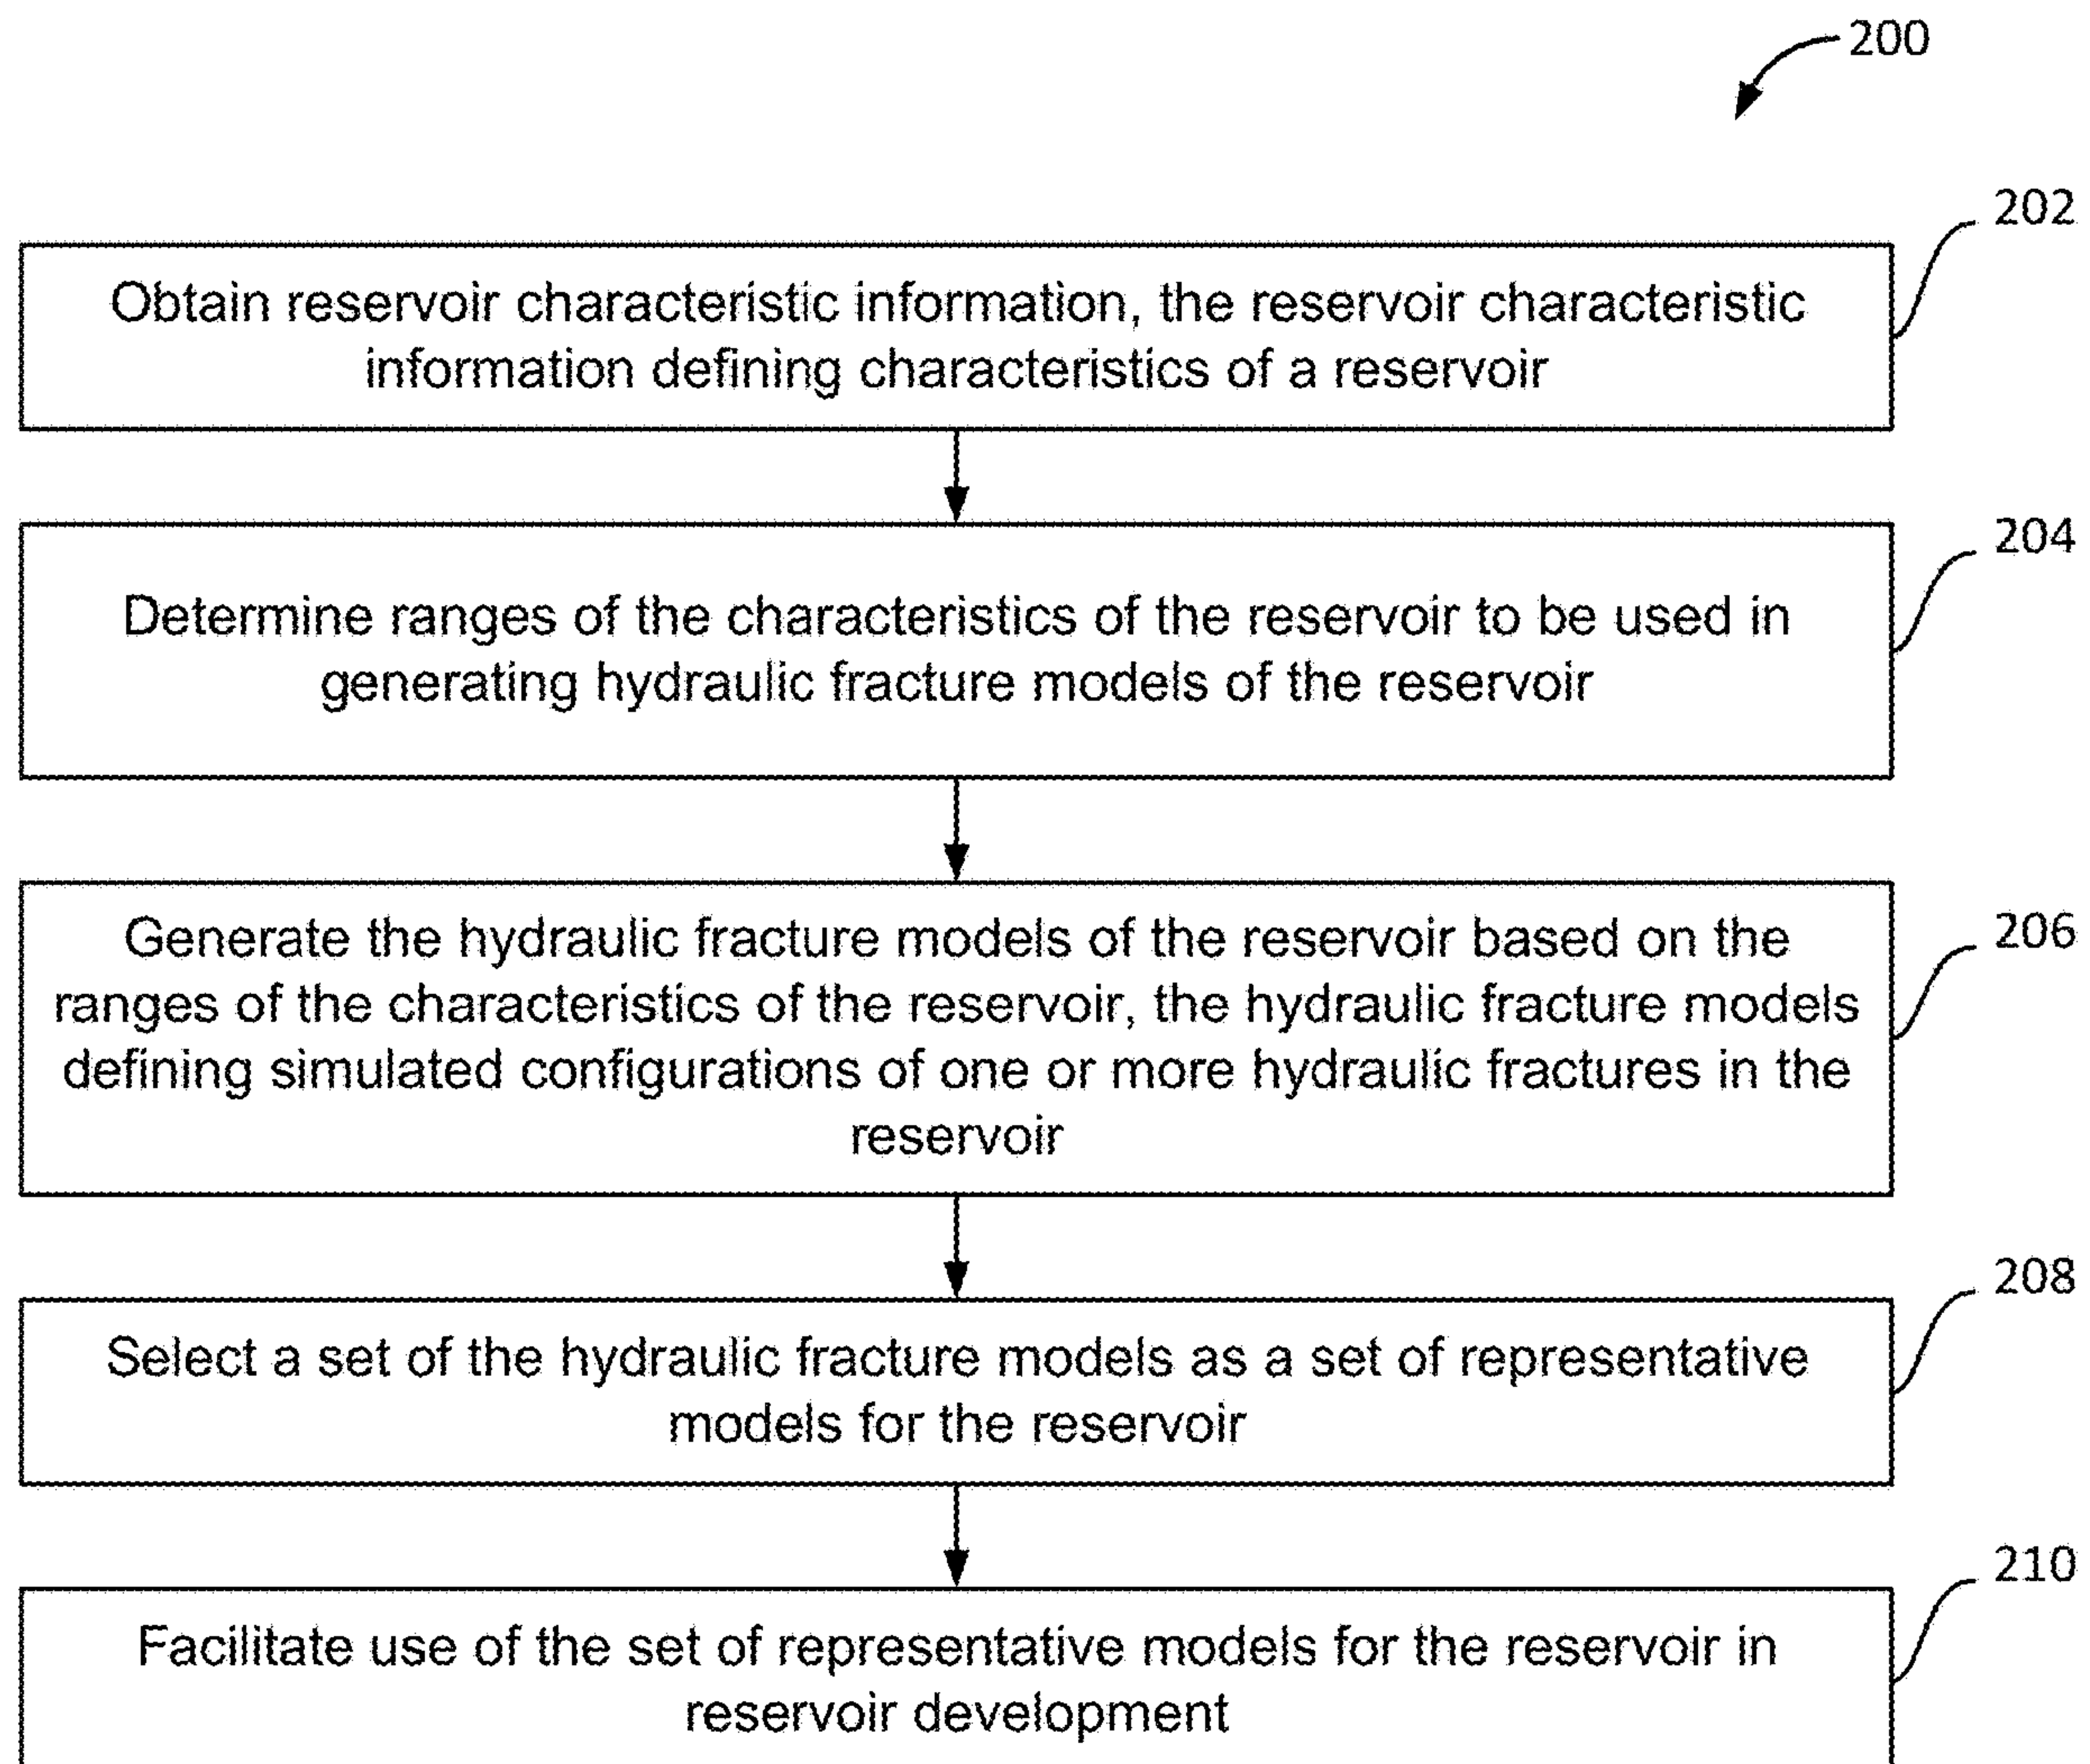 200
202
Obtain reservoir characteristic information, the reservoir characteristic
information defining characteristics of a reservoir
204
Determine ranges of the characteristics of the reservoir to be used in
generating hydraulic fracture models of the reservoir
206
Generate the hydraulic fracture models of the reservoir based on the
ranges of the characteristics of the reservoir, the hydraulic fracture models
defining simulated configurations of one or more hydraulic fractures in the
reservoir
208
Select a set of the hydraulic fracture models as a set of representative
models for the reservoir
210
Facilitate use of the set of representative models for the reservoir in
reservoir development